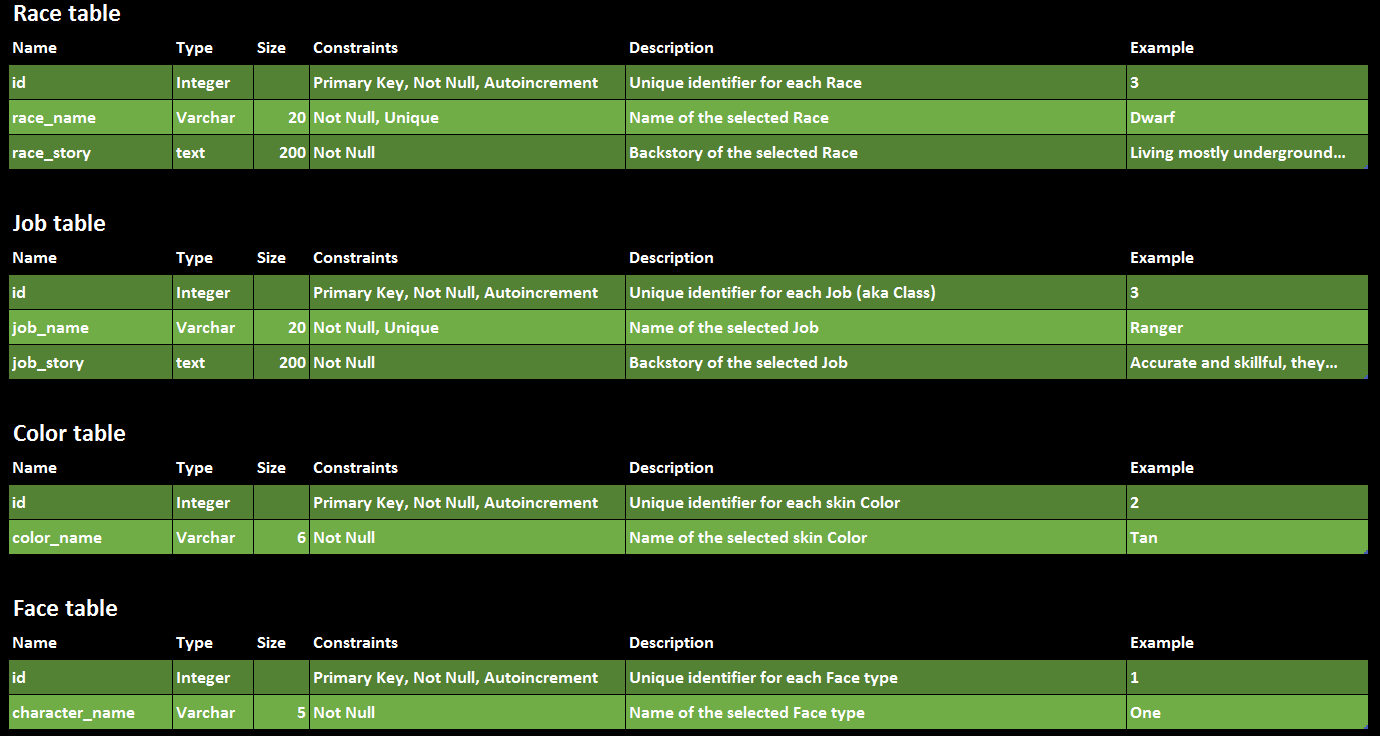 Race table
Name Type Size Constraints Description Example
id Integer Primary Key, Not Null, Autoincrement Unique identifier for each Race 3
race_name Varchar 20 Not Null, Unique Name of the selected Race Dwarf
race_story text 200 Not Null Backstory of the selected Race Living mostly underground...
Job table
Name Type Size Constraints Description Example
id Integer Primary Key, Not Null, Autoincrement Unique identifier for each Job (aka Class) 3
job_name Varchar 20 Not Null, Unique Name of the selected Job Ranger
job_story text 200 Not Null Backstory of the selected Job Accurate and skillful, they...
Color table
Name Type Size Constraints Description Example
id Integer Primary Key, Not Null, Autoincrement Unique identifier for each skin Color 2
color_name Varchar 6 Not Null Name of the selected skin Color Tan
Face table
Name Type Size Constraints Description Example
id Integer Primary Key, Not Null, Autoincrement Unique identifier for each Face type 1
character_name Varchar 5 Not Null Name of the selected Face type One